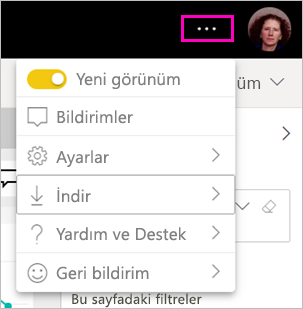 Yeni görünüm
üm
Bildirimler
Ayarlar
İndir
Yardım ve Destek
Geri bildirim
Bu sayfadaki filtreler